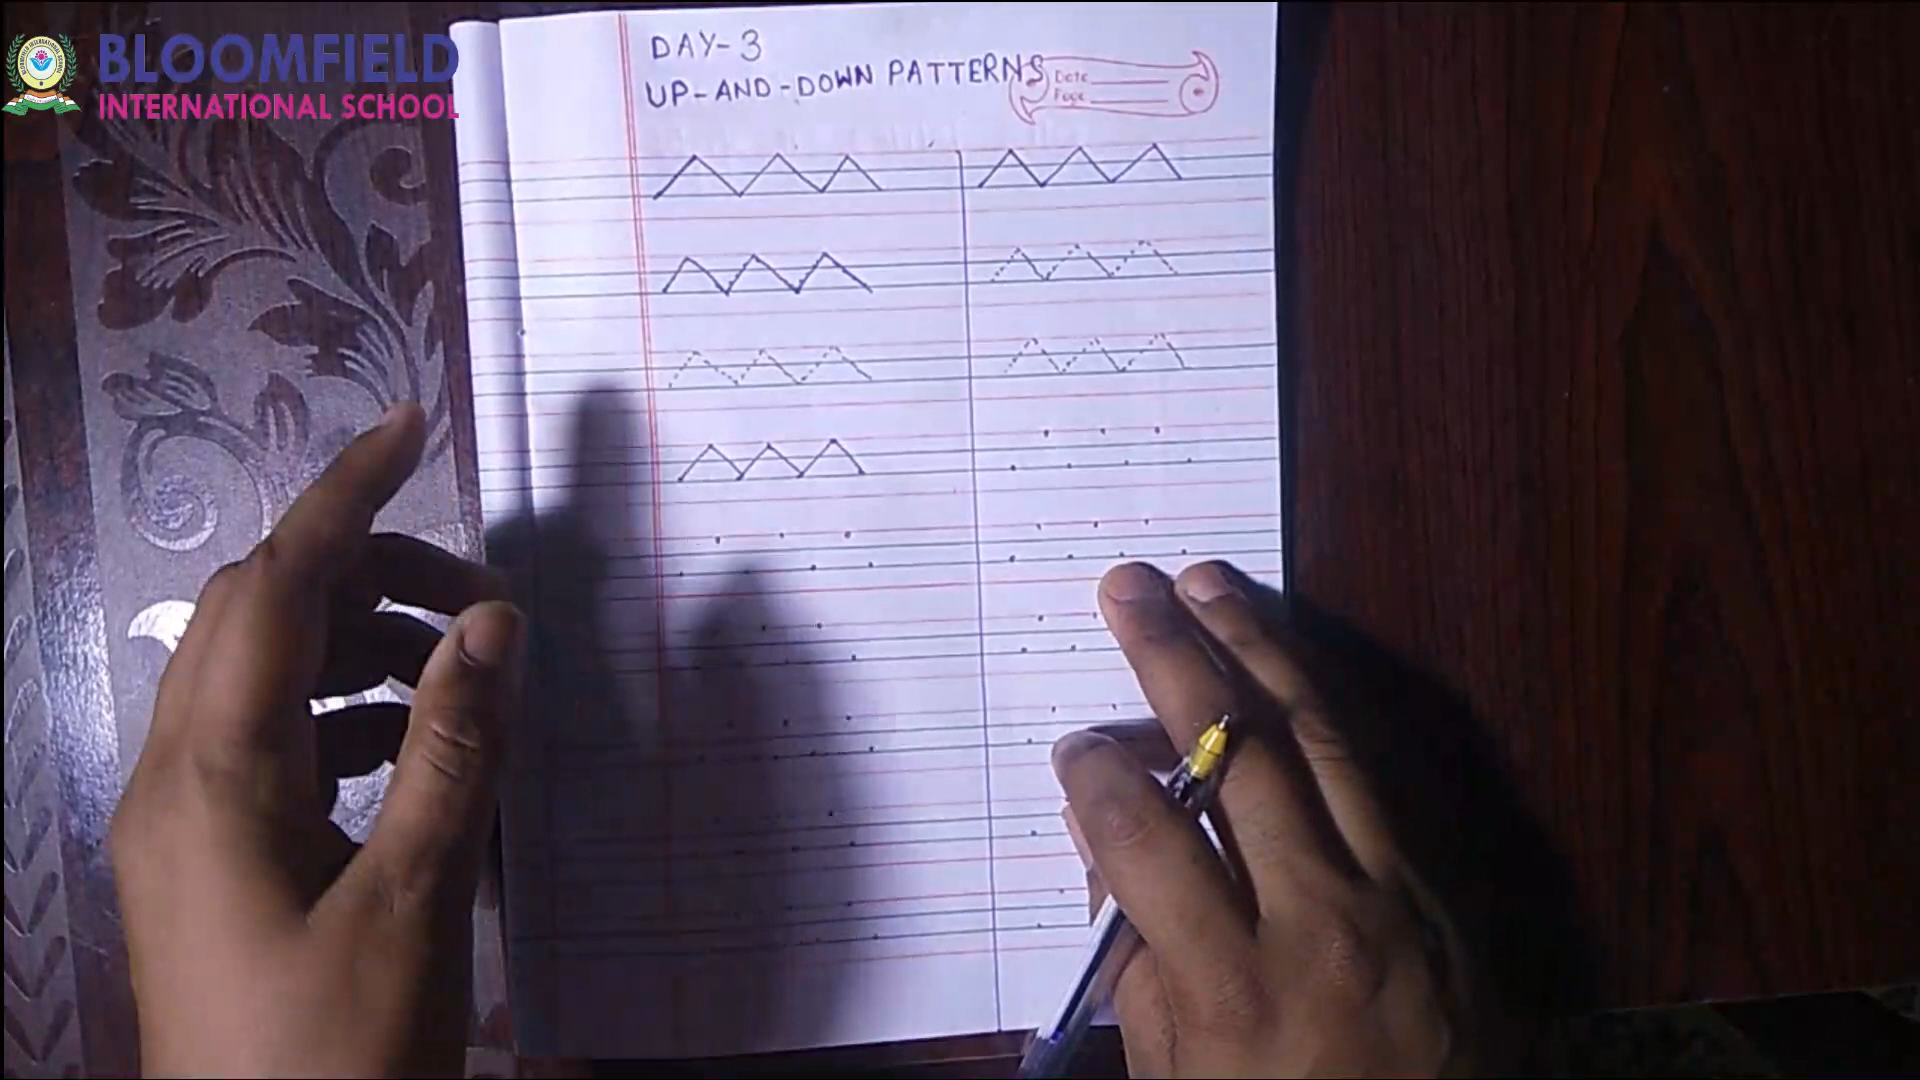 BLOOMFIELD
INTERNATIONAL SCHOOL
DAY-3
UP-AND-DOWN PATTERNS
Date
Page